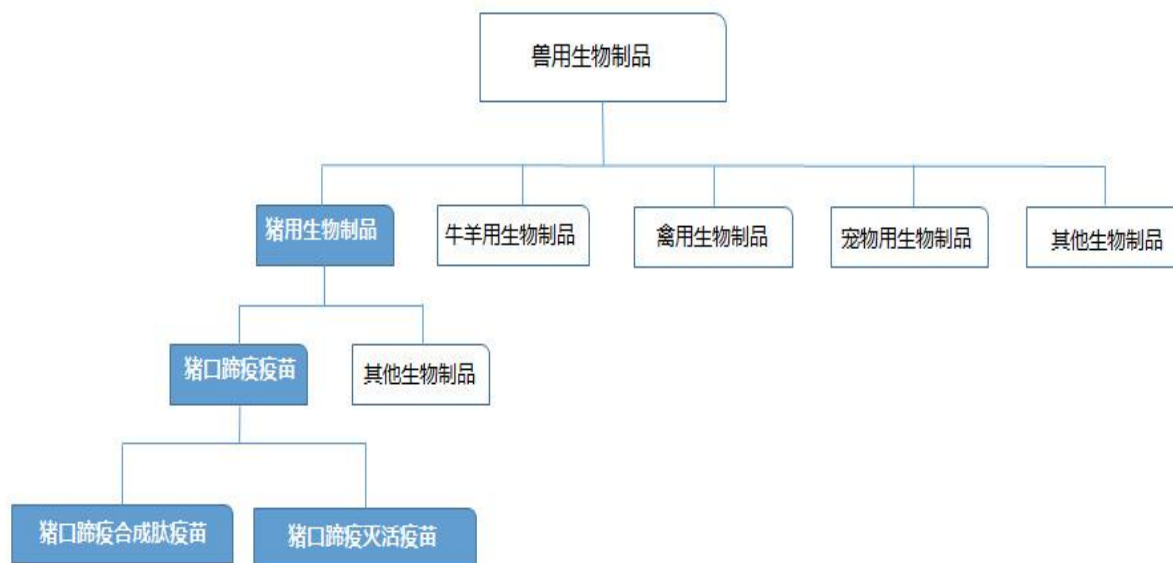 兽用生物制品
猪用生物制品
牛羊用生物制品
禽用生物制品
宠物用生物制品
其他生物制品
猪口蹄疫疫苗
其他生物制品
猪口蹄疫合成肽疫苗
猪口蹄疫灭活疫苗